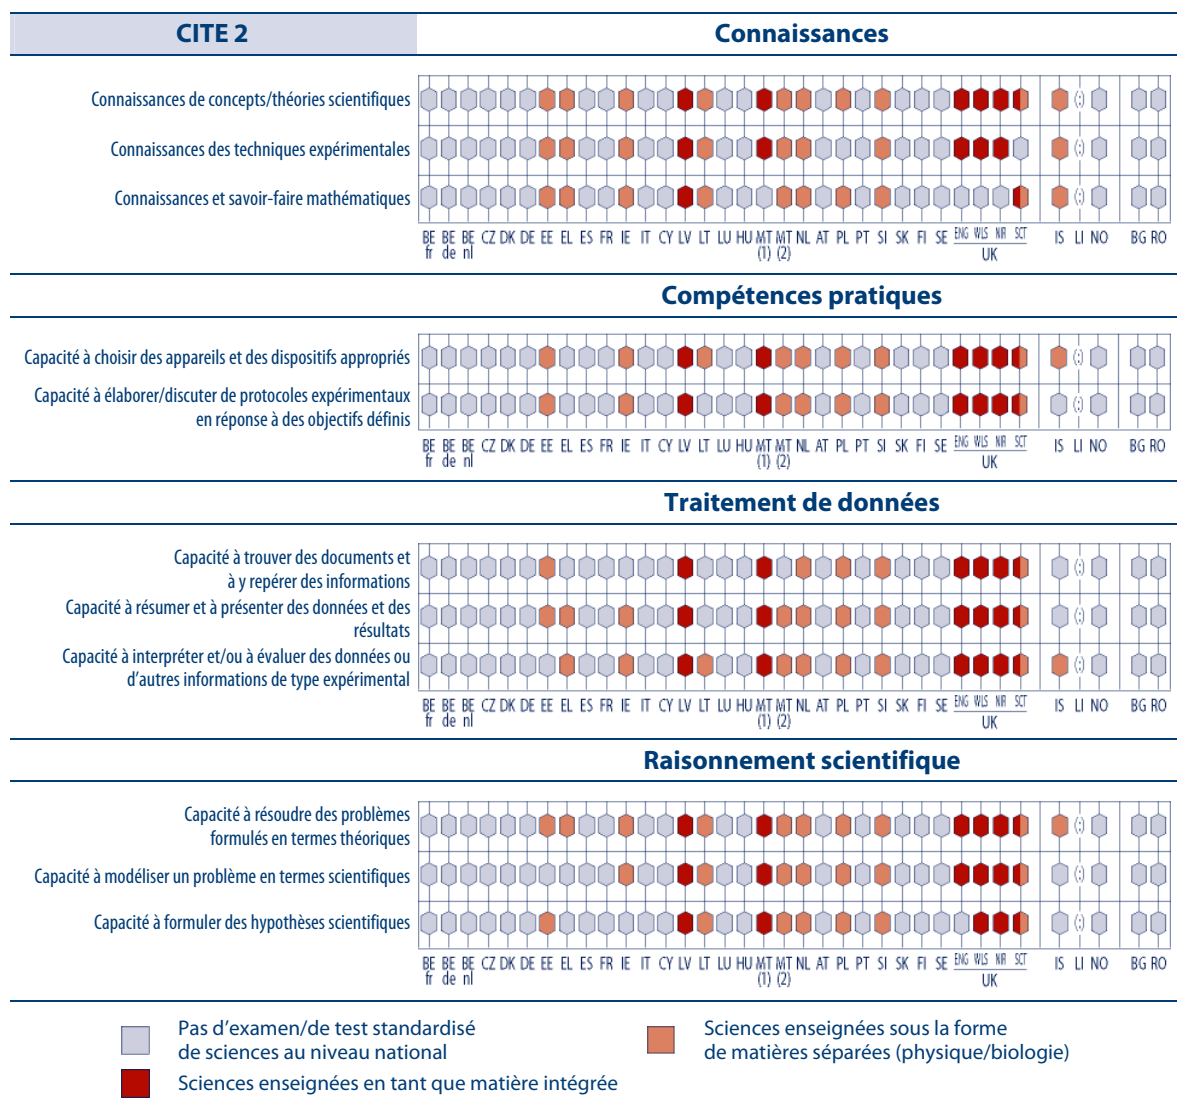 CITE 2
Connaissances
Connaissances de concepts/théories scientifiques
(:)
Connaissances des techniques expérimentales
(:)
Connaissances et savoir-faire mathématiques
(:)
BE BE BE CZ DK DE EE EL ES FR IE IT CY LV LT LU HU MT MT NL AT PL PT SI SK FI SE ENG WLS NIR SCT IS LI NO BG RO
fr de nl (1) (2) UK
Compétences pratiques
Capacité à choisir des appareils et des dispositifs appropriés
(:)
Capacité à élaborer/discuter de protocoles expérimentaux
en réponse à des objectifs définis
(:)
BE BE BE CZ DK DE EE EL ES FR IE IT CY LV LT LU HU MT MT NL AT PL PT SI SK FI SE ENG WLS NIR SCT IS LI NO BG RO
fr de nl (1) (2) UK
Traitement de données
Capacité à trouver des documents et
à y repérer des informations
(:)
Capacité à résumer et à présenter des données et des
résultats
(:)
Capacité à interpréter et/ou à évaluer des données ou
d'autres informations de type expérimental
(:)
BE BE BE CZ DK DE EE EL ES FR IE IT CY LV LT LU HU MT MT NL AT PL PT SI SK FI SE ENG WLS NIR SCT IS LI NO BG RO
fr de nl (1) (2) UK
Raisonnement scientifique
Capacité à résoudre des problèmes
formulés en termes théoriques
(:)
Capacité à modéliser un problème en termes scientifiques
(:)
Capacité à formuler des hypothèses scientifiques
(:)
BE BE BE CZ DK DE EE EL ES FR IE IT CY LV LT LU HU MT MT NL AT PL PT SI SK FI SE ENG WLS NIR SCT IS LI NO BG RO
fr de nl (1) (2) UK
Pas d'examen/de test standardisé
de sciences au niveau national
Sciences enseignées sous la forme
de matières séparées (physique/biologie)
Sciences enseignées en tant que matière intégrée